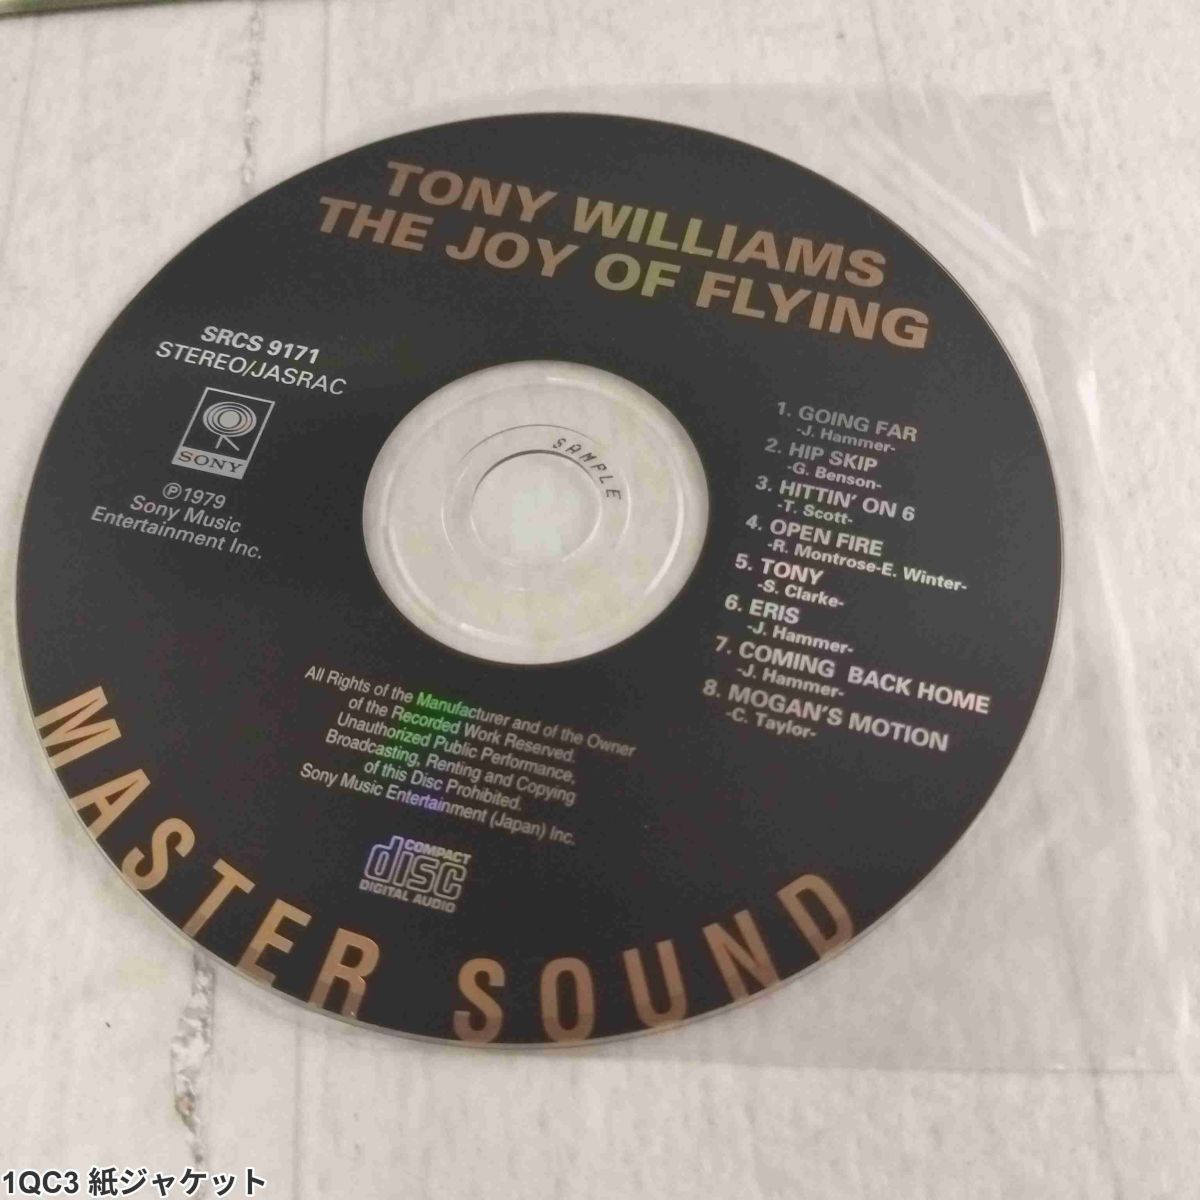 TONY WILLIAMS
THE JOY OF FLYING
SRCS 9171
STEREO/JASRAC
SONY
℗1979
Sony Music
Entertainment Inc.
SAMPLE
1. GOING FAR
-J. Hammer-
2. HIP SKIP
-G. Benson-
3. HITTIN' ON 6
-T. Scott-
4. OPEN FIRE
-R. Montrose-E. Winter-
5. TONY
-S. Clarke-
6. ERIS
-J. Hammer-
7. COMING BACK HOME
-J. Hammer-
8. MOGAN'S MOTION
-C. Taylor-
All Rights of the Manufacturer and of the Owner
of the Recorded Work Reserved.
Unauthorized Public Performance,
Broadcasting, Renting and Copying
of this Disc Prohibited.
Sony Music Entertainment (Japan) Inc.
COMPACT
disc
DIGITAL AUDIO
MASTER SOUND
1QC3 紙ジャケット